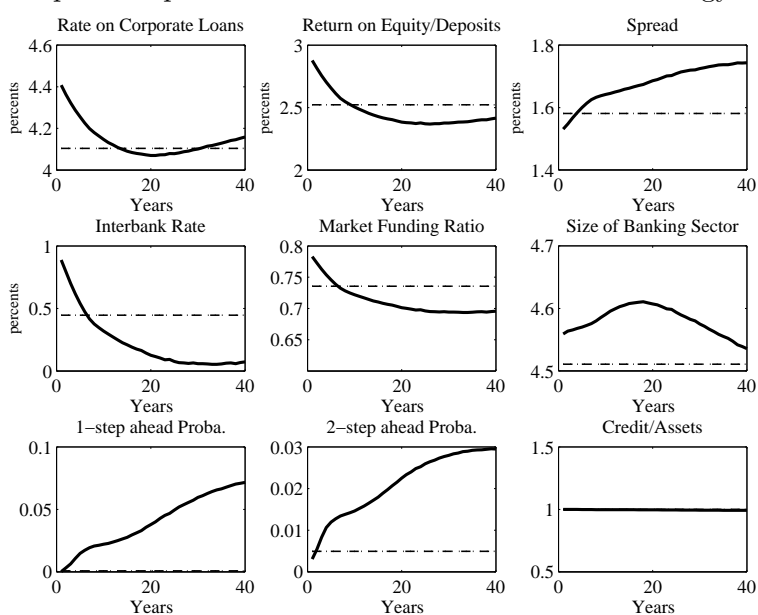 Rate on Corporate Loans
percents
4.6
4.4
4.2
4
0
20
40
Years
Return on Equity/Deposits
percents
3
2.5
2
0
20
40
Years
Spread
percents
1.8
1.6
1.4
0
20
40
Years
Interbank Rate
percents
1
0.5
0
0
20
40
Years
Market Funding Ratio
0.8
0.75
0.7
0.65
0
20
40
Years
Size of Banking Sector
4.7
4.6
4.5
0
20
40
Years
1−step ahead Proba.
0.1
0.05
0
0
20
40
Years
2−step ahead Proba.
0.03
0.02
0.01
0
0
20
40
Years
Credit/Assets
1.5
1
0.5
0
20
40
Years